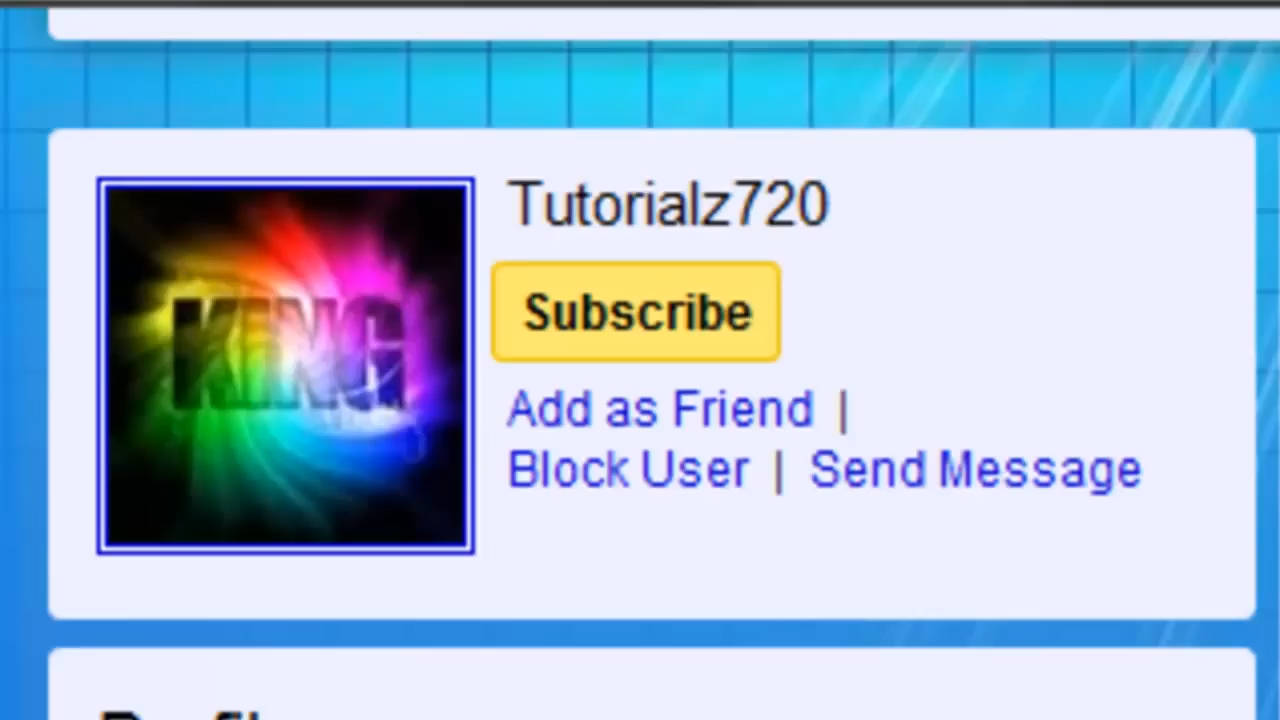 Tutorialz720
KING
Subscribe
Add as Friend |
Block User | Send Message